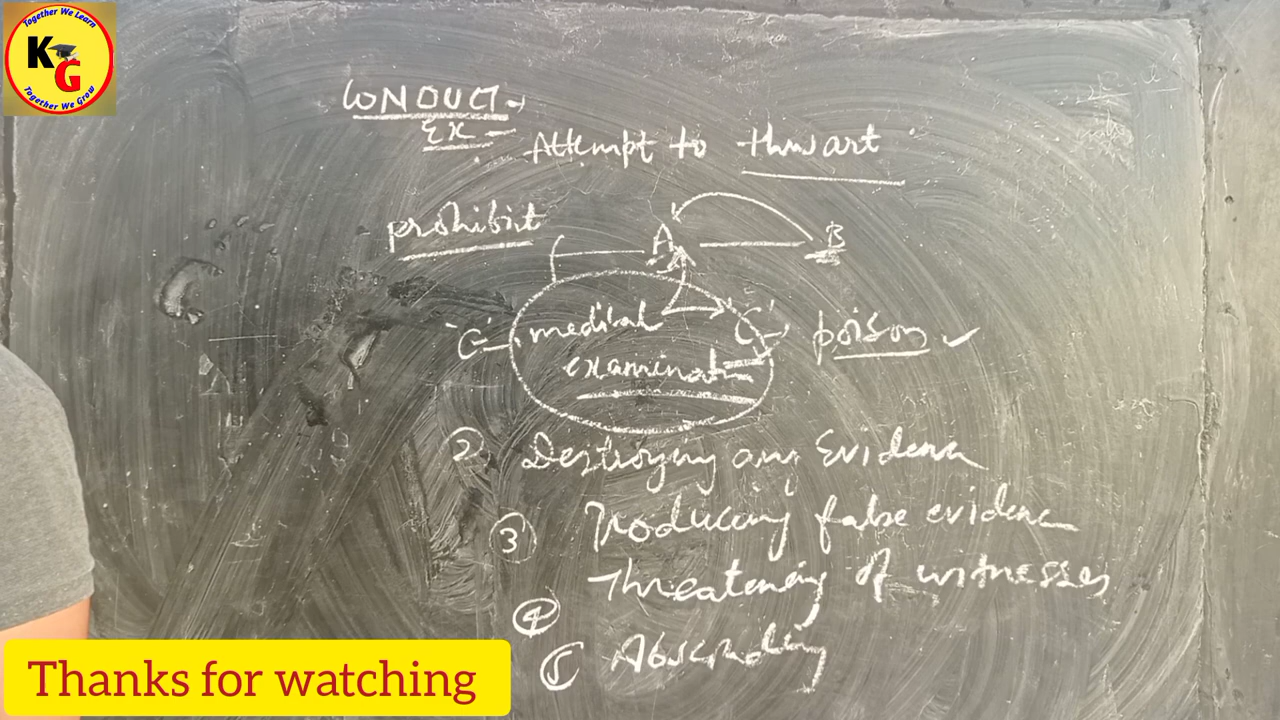 Together We Learn
KG
Together We Grow
CONDUCT →
Ex - Attempt to thwart
prohibit
A B
"C" medical 'C' → poison ✓
examination
② Destroying any Evidence
③ Producing false evidence
④ Threatening of witnesses
⑤ Absconding
Thanks for watching